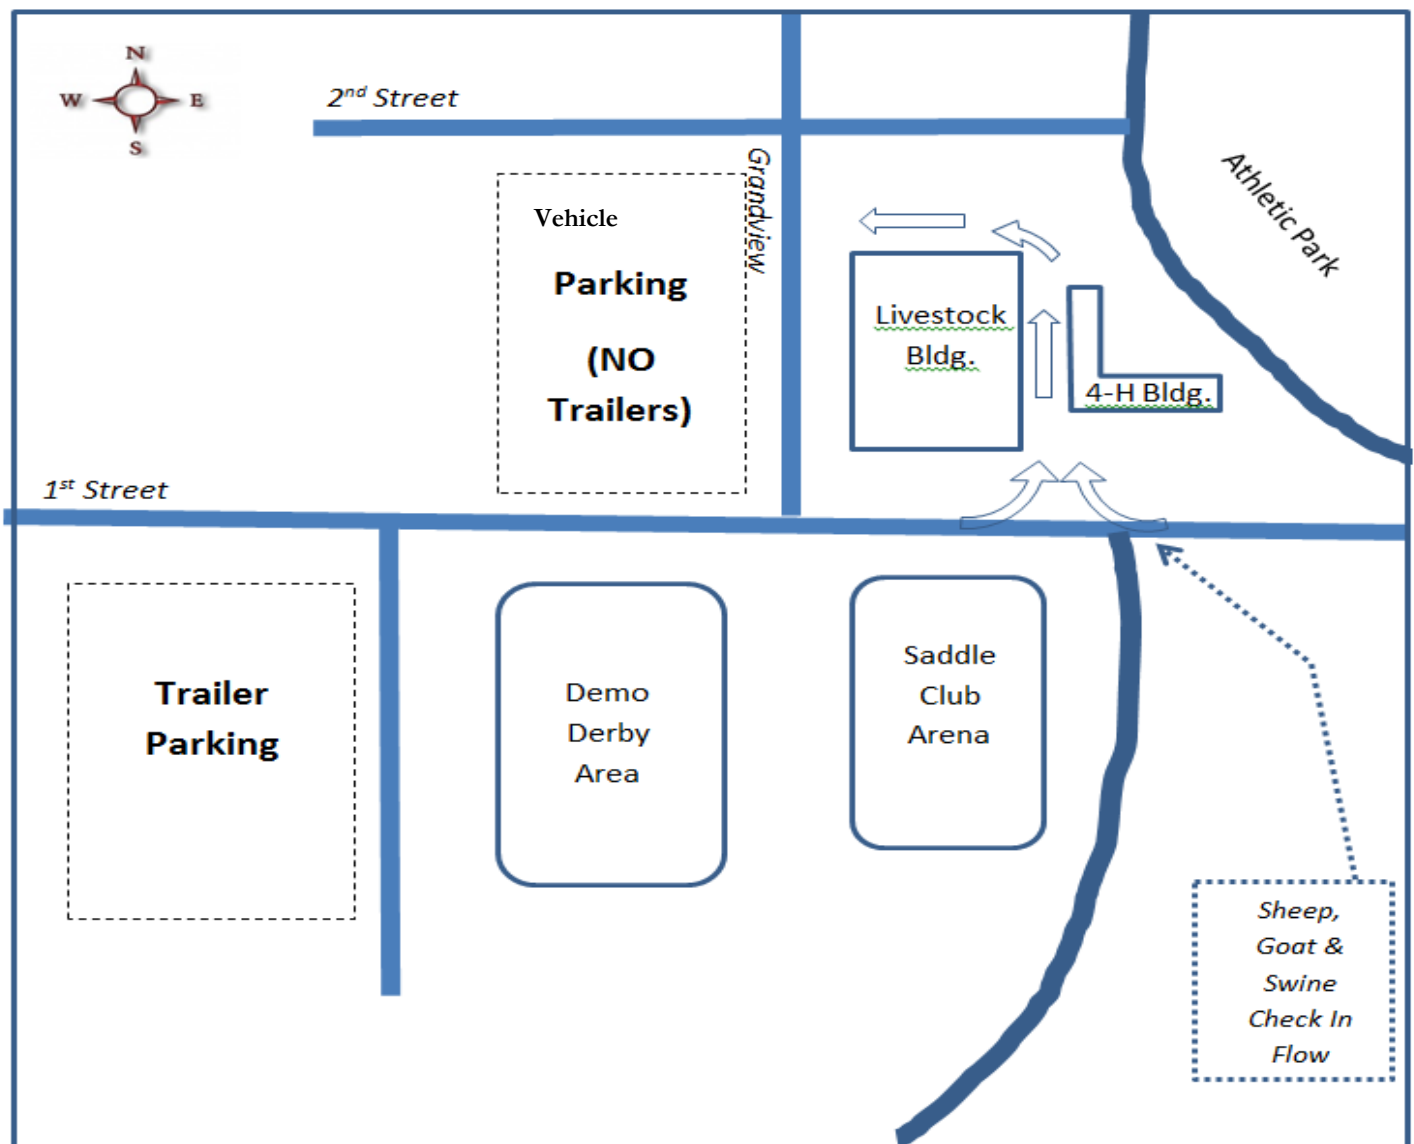 N
W E
S
2nd Street
Grandview
Athletic Park
Vehicle
Parking
(NO
Trailers)
Livestock
Bldg.
4-H Bldg.
1st Street
Trailer
Parking
Demo
Derby
Area
Saddle
Club
Arena
Sheep,
Goat &
Swine
Check In
Flow